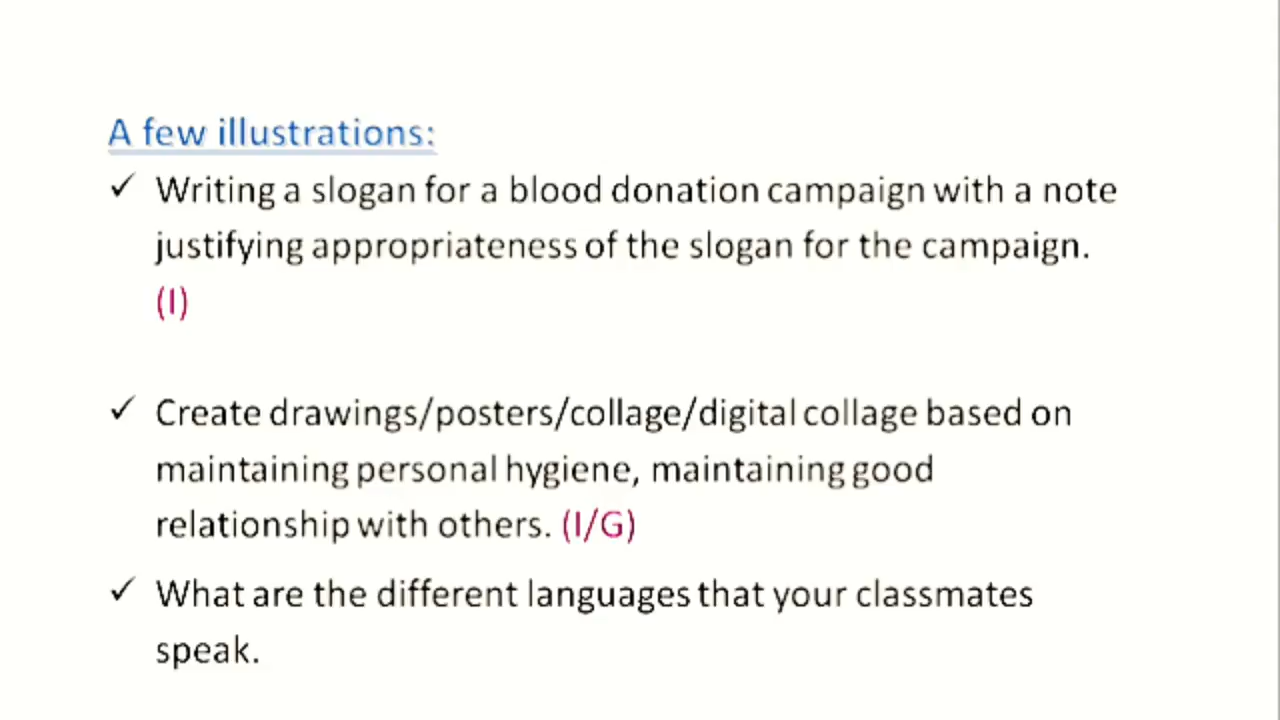 A few illustrations:
✓ Writing a slogan for a blood donation campaign with a note
justifying appropriateness of the slogan for the campaign.
(I)
✓ Create drawings/posters/collage/digital collage based on
maintaining personal hygiene, maintaining good
relationship with others. (I/G)
✓ What are the different languages that your classmates
speak.